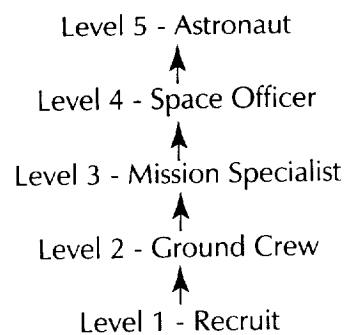 Level 5 - Astronaut
Level 4 - Space Officer
Level 3 - Mission Specialist
Level 2 - Ground Crew
Level 1 - Recruit